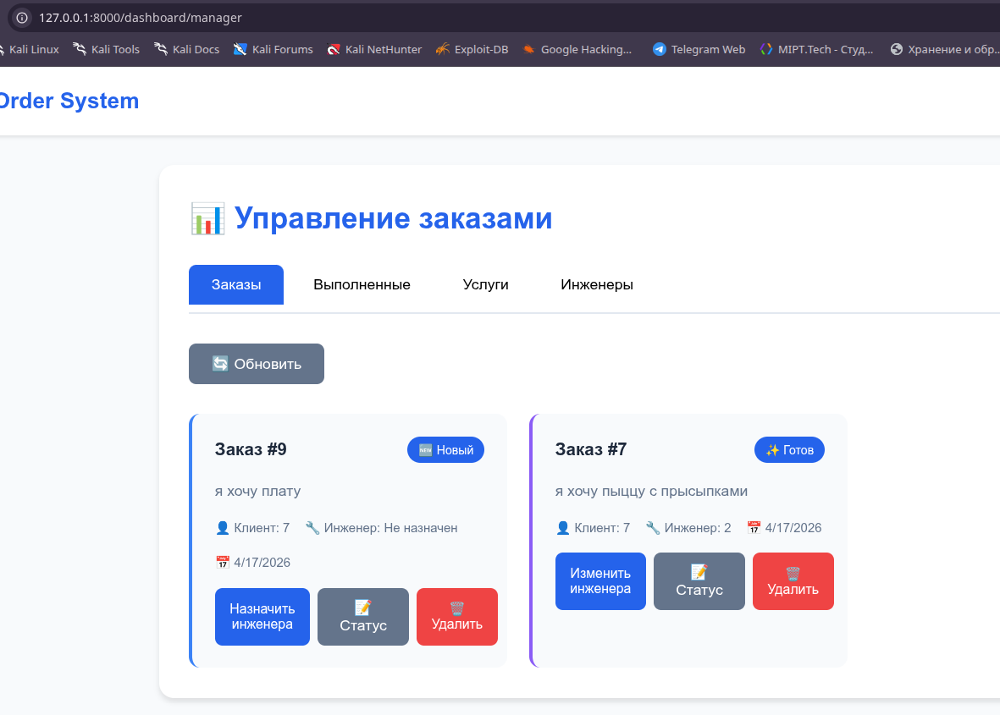 127.0.0.1:8000/dashboard/manager
Kali Linux Kali Tools Kali Docs Kali Forums Kali NetHunter Exploit-DB Google Hacking... Telegram Web MIPT.Tech - Студ... Хранение и обр...
Order System
Управление заказами
Заказы Выполненные Услуги Инженеры
Обновить
Заказ #9
NEW Новый
я хочу плату
Клиент: 7 Инженер: Не назначен
4/17/2026
Назначить
инженера
Статус
Удалить
Заказ #7
Готов
я хочу пыццу с прысыпками
Клиент: 7 Инженер: 2 4/17/2026
Изменить
инженера
Статус
Удалить